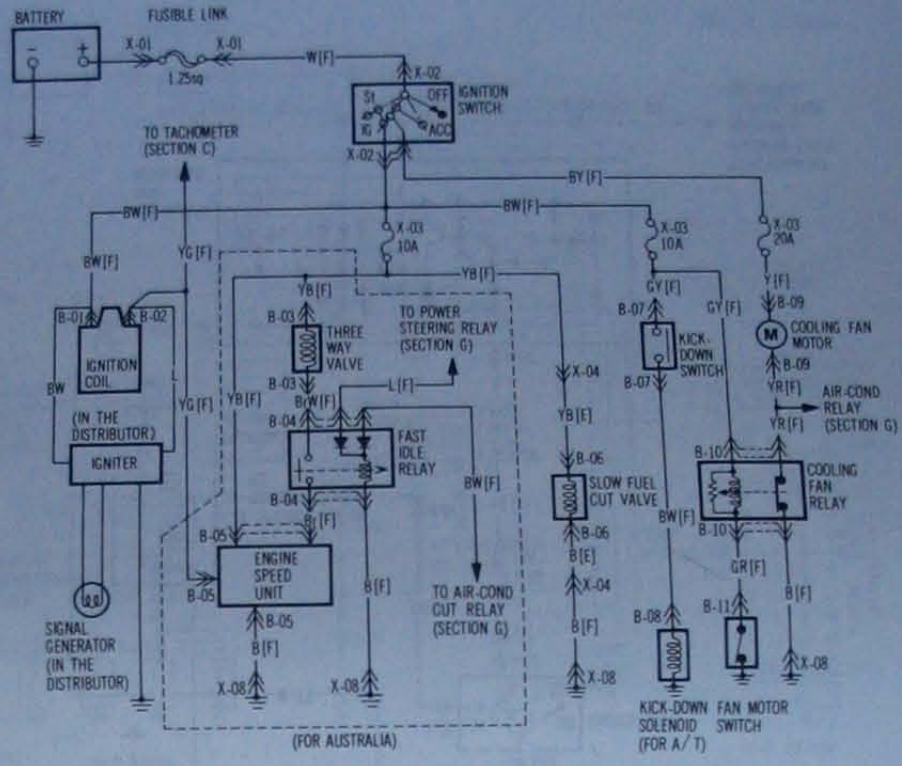 BATTERY
FUSIBLE LINK
X-01
X-01
W[F]
1.25sq
X-02
IGNITION
SWITCH
St
OFF
IG
ACC
X-02
TO TACHOMETER
(SECTION C)
BY[F]
BW[F]
BW[F]
X-03
10A
X-03
10A
X-03
20A
BW[F]
YG[F]
YB[F]
YB[F]
GY[F]
GY[F]
Y[F]
B-09
B-01
B-02
IGNITION
COIL
B-03
THREE
WAY
VALVE
B-03
TO POWER
STEERING RELAY
(SECTION G)
B-07
KICK-
DOWN
SWITCH
B-07
M
COOLING FAN
MOTOR
B-09
YR[F]
AIR-COND
RELAY
(SECTION G)
YR[F]
X-04
YB[E]
BW
L
YG[F]
YB[F]
BrW[F]
L[F]
B-04
(IN THE
DISTRIBUTOR)
IGNITER
FAST
IDLE
RELAY
BW[F]
B-04
Br[F]
B-06
SLOW FUEL
CUT VALVE
B-06
B[E]
X-04
B[F]
B-10
COOLING
FAN
RELAY
B-10
BW[F]
GR[F]
B[F]
B-05
ENGINE
SPEED
UNIT
B-05
B-05
B[F]
B[F]
TO AIR-COND
CUT RELAY
(SECTION G)
B-08
B-11
SIGNAL
GENERATOR
(IN THE
DISTRIBUTOR)
X-08
X-08
X-08
X-08
KICK-DOWN
SOLENOID
(FOR A/T)
FAN MOTOR
SWITCH
(FOR AUSTRALIA)